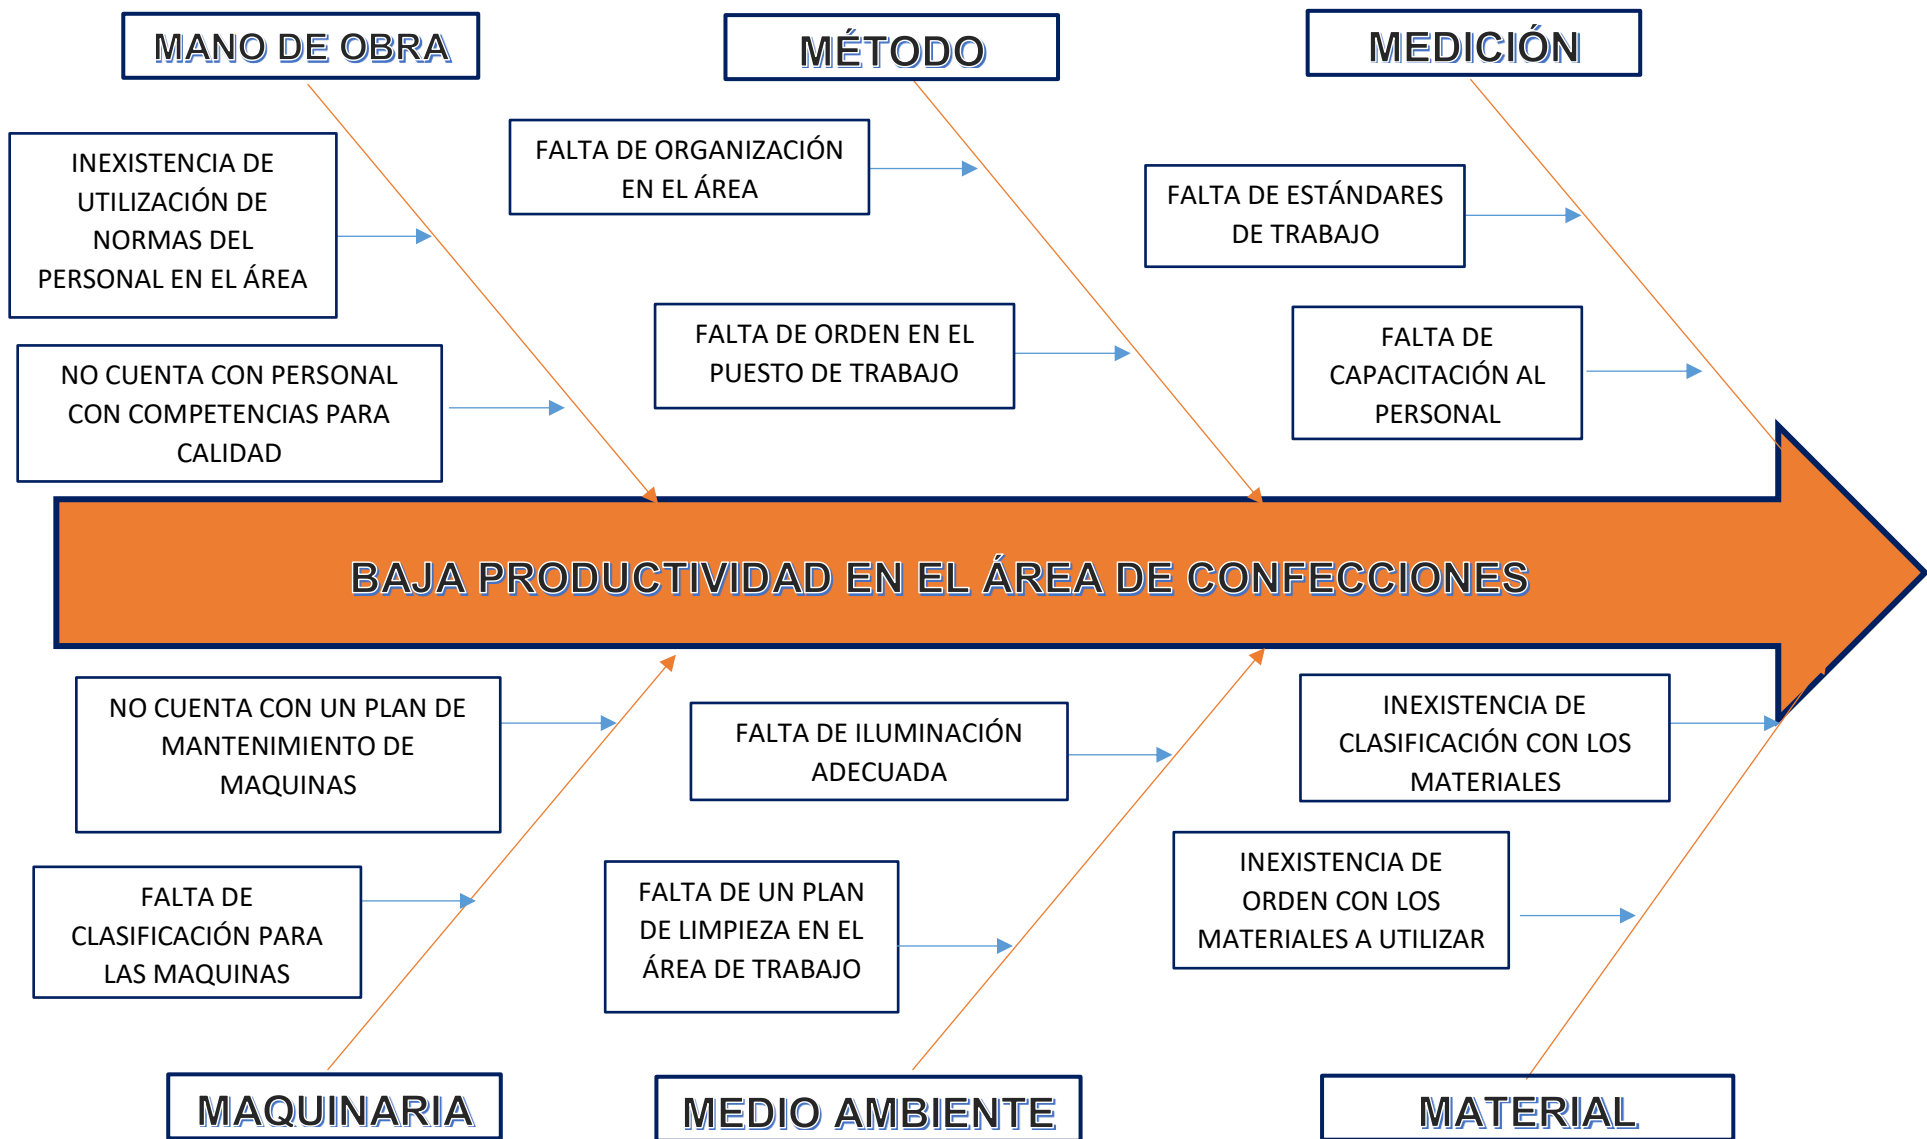 MANO DE OBRA
MÉTODO
MEDICIÓN
INEXISTENCIA DE
UTILIZACIÓN DE
NORMAS DEL
PERSONAL EN EL ÁREA
FALTA DE ORGANIZACIÓN
EN EL ÁREA
FALTA DE ESTÁNDARES
DE TRABAJO
NO CUENTA CON PERSONAL
CON COMPETENCIAS PARA
CALIDAD
FALTA DE ORDEN EN EL
PUESTO DE TRABAJO
FALTA DE
CAPACITACIÓN AL
PERSONAL
BAJA PRODUCTIVIDAD EN EL ÁREA DE CONFECCIONES
NO CUENTA CON UN PLAN DE
MANTENIMIENTO DE
MAQUINAS
FALTA DE ILUMINACIÓN
ADECUADA
INEXISTENCIA DE
CLASIFICACIÓN CON LOS
MATERIALES
FALTA DE
CLASIFICACIÓN PARA
LAS MAQUINAS
FALTA DE UN PLAN
DE LIMPIEZA EN EL
ÁREA DE TRABAJO
INEXISTENCIA DE
ORDEN CON LOS
MATERIALES A UTILIZAR
MAQUINARIA
MEDIO AMBIENTE
MATERIAL